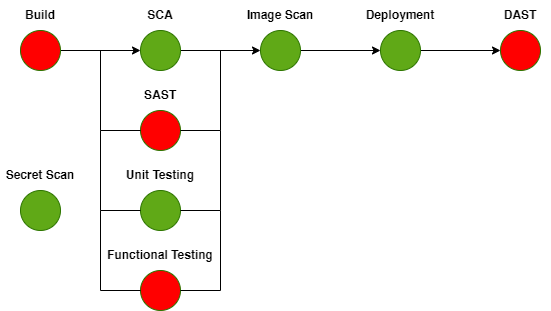 Build
SCA
Image Scan
Deployment
DAST
SAST
Secret Scan
Unit Testing
Functional Testing